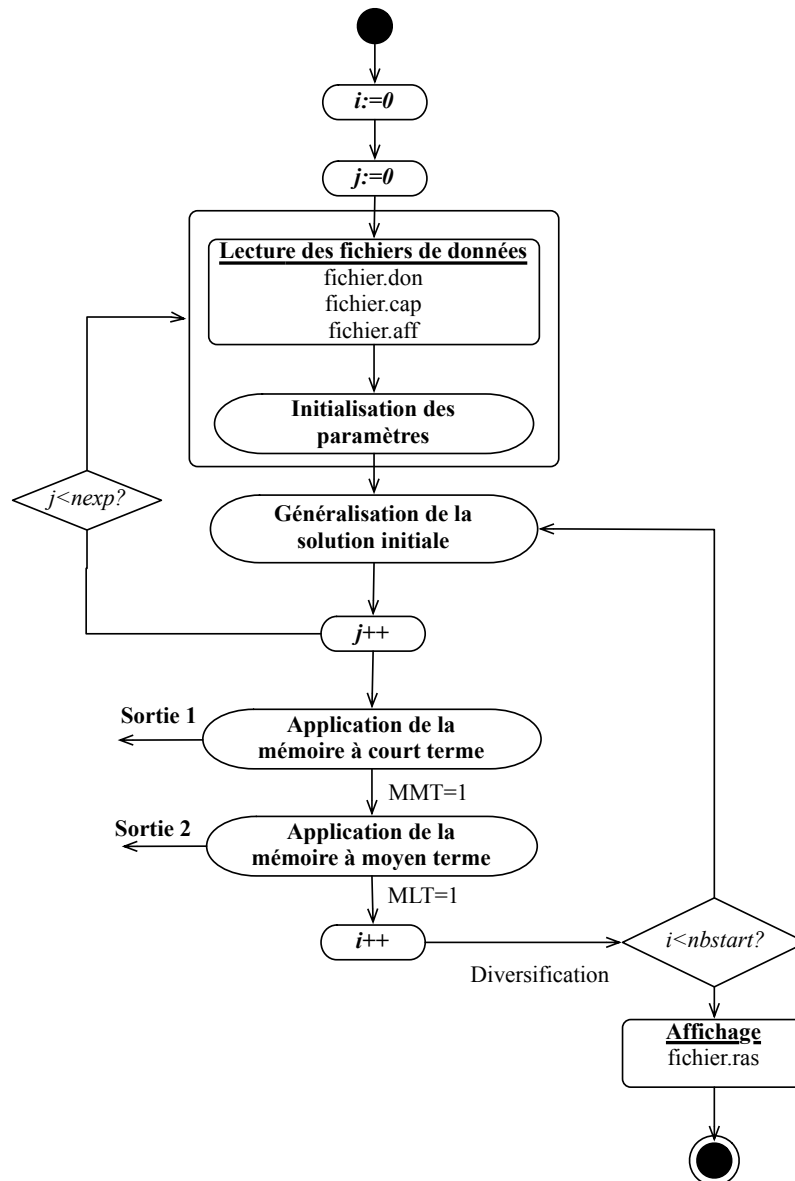 i:=0
j:=0
Lecture des fichiers de données
fichier.don
fichier.cap
fichier.aff
Initialisation des
paramètres
j<nexp?
Généralisation de la
solution initiale
j++
Sortie 1
Application de la
mémoire à court terme
MMT=1
Sortie 2
Application de la
mémoire à moyen terme
MLT=1
i++
i<nbstart?
Diversification
Affichage
fichier.ras